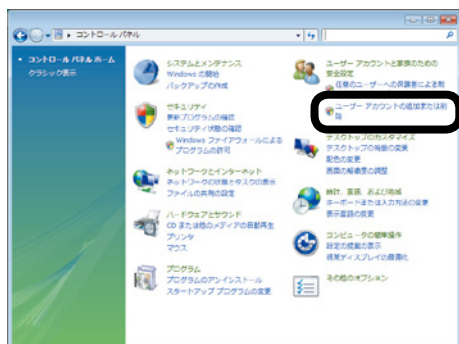 コントロール パネル
コントロール パネル ホーム
クラシック表示
システムとメンテナンス
Windows の開始
バックアップの作成
セキュリティ
更新プログラムの確認
セキュリティ状態の確認
Windows ファイアウォールによる
プログラムの許可
ネットワークとインターネット
ネットワークの状態とタスクの表示
ファイルの共有の設定
ハードウェアとサウンド
CD または他のメディアの自動再生
プリンタ
マウス
プログラム
プログラムのアンインストール
スタートアップ プログラムの変更
ユーザー アカウントと家族のための
安全設定
任意のユーザーへの保護者による制
ユーザー アカウントの追加または削
除
デスクトップのカスタマイズ
デスクトップの背景の変更
配色の変更
画面の解像度の調整
時計、言語、および地域
キーボードまたは入力方法の変更
表示言語の変更
コンピュータの簡単操作
設定の提案の表示
視覚ディスプレイの最適化
その他のオプション